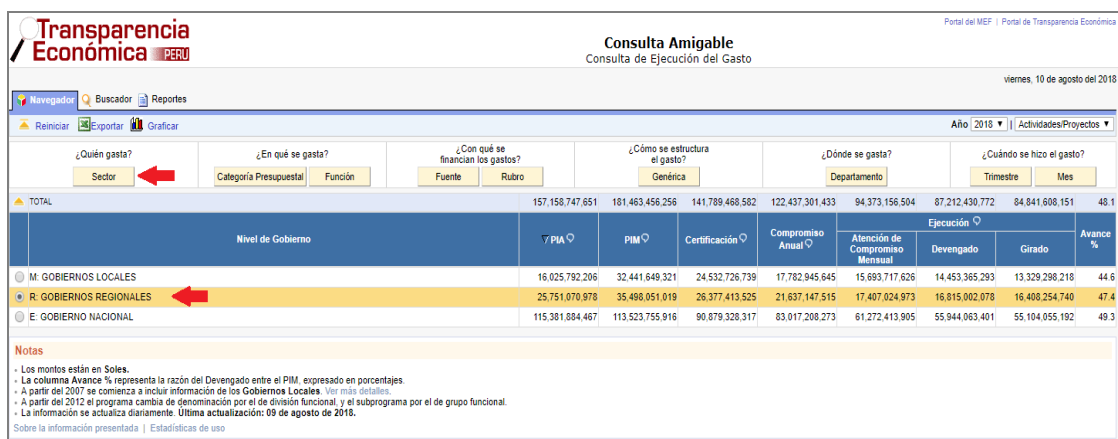 Transparencia
Económica PERU
Portal del MEF | Portal de Transparencia Económica
Consulta Amigable
Consulta de Ejecución del Gasto
viernes, 10 de agosto del 2018
Navegador Buscador Reportes
Reiniciar Exportar Graficar
Año 2018 | Actividades/Proyectos
¿Quién gasta?
Sector
¿En qué se gasta?
Categoría Presupuestal Función
¿Con qué se
financian los gastos?
Fuente Rubro
¿Cómo se estructura
el gasto?
Genérica
¿Dónde se gasta?
Departamento
¿Cuándo se hizo el gasto?
Trimestre Mes
TOTAL 157,158,747,651 181,463,456,256 141,789,468,582 122,437,301,433 94,373,156,504 87,212,430,772 84,841,608,151 48.1
Nivel de Gobierno
PIA
PIM
Certificación
Compromiso
Anual
Ejecución
Atención de
Compromiso
Mensual
Devengado
Girado
Avance
%
M: GOBIERNOS LOCALES 16,025,792,206 32,441,649,321 24,532,726,739 17,782,945,645 15,693,717,626 14,453,365,293 13,329,298,218 44.6
R: GOBIERNOS REGIONALES 25,751,070,978 35,498,051,019 26,377,413,525 21,637,147,515 17,407,024,973 16,815,002,078 16,408,254,740 47.4
E: GOBIERNO NACIONAL 115,381,884,467 113,523,755,916 90,879,328,317 83,017,208,273 61,272,413,905 55,944,063,401 55,104,055,192 49.3
Notas
Los montos están en Soles.
La columna Avance % representa la razón del Devengado entre el PIM, expresado en porcentajes.
A partir del 2007 se comienza a incluir información de los Gobiernos Locales. Ver más detalles.
A partir del 2012 el programa cambia de denominación por el de división funcional, y el subprograma por el de grupo funcional.
La información se actualiza diariamente. Última actualización: 09 de agosto de 2018.
Sobre la información presentada | Estadísticas de uso